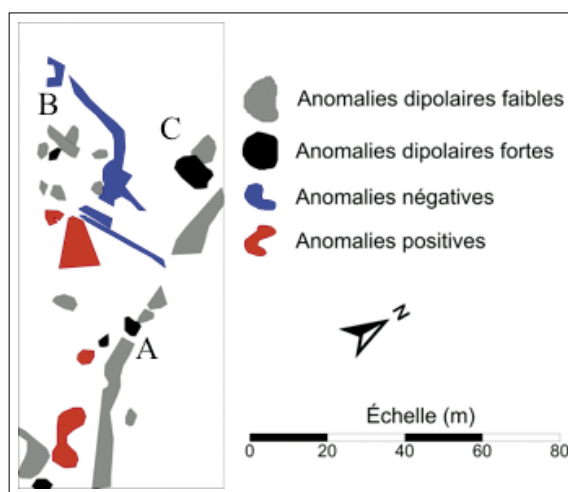 B
C
A
Anomalies dipolaires faibles
Anomalies dipolaires fortes
Anomalies négatives
Anomalies positives
N
Échelle (m)
0 20 40 60 80